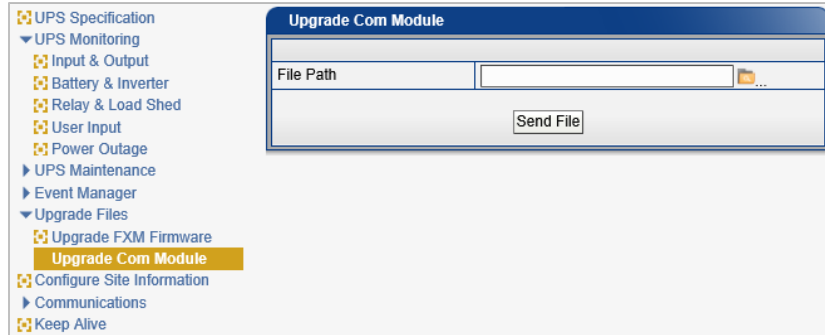 UPS Specification
UPS Monitoring
Input & Output
Battery & Inverter
Relay & Load Shed
User Input
Power Outage
UPS Maintenance
Event Manager
Upgrade Files
Upgrade FXM Firmware
Upgrade Com Module
Configure Site Information
Communications
Keep Alive
Upgrade Com Module
File Path
...
Send File